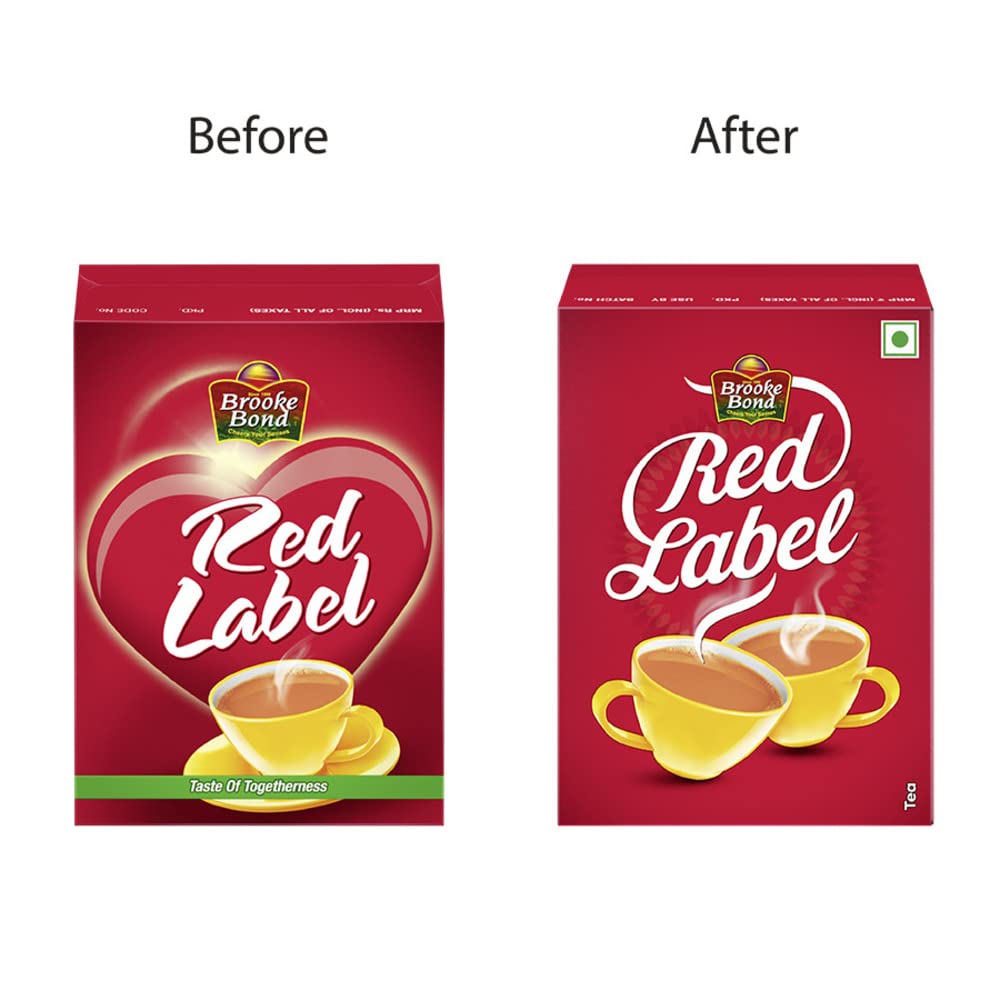 Before
After
CODE No.
PKD.
MRP Rs. (INCL. OF ALL TAXES)
Since 1869
Brooke
Bond
Cheers Your Senses
Red
Label
Taste Of Togetherness
BATCH No.
USE BY
PKD.
MRP ₹ (INCL. OF ALL TAXES)
Brooke
Bond
Cheers Your Senses
Red
Label
Tea